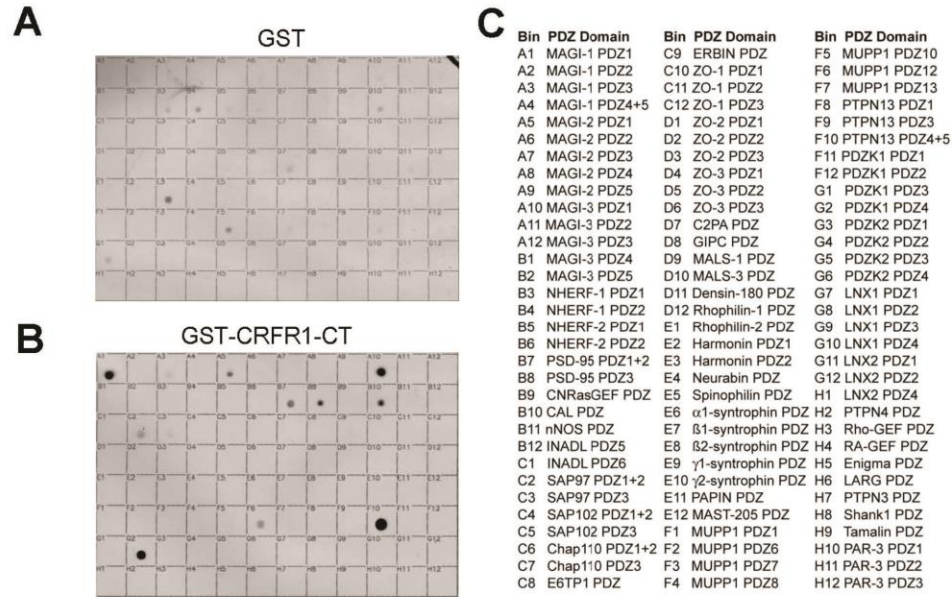 A
GST
B
GST-CRFR1-CT
C
Bin PDZ Domain Bin PDZ Domain Bin PDZ Domain
A1 MAGI-1 PDZ1 C9 ERBIN PDZ F5 MUPP1 PDZ10
A2 MAGI-1 PDZ2 C10 ZO-1 PDZ1 F6 MUPP1 PDZ12
A3 MAGI-1 PDZ3 C11 ZO-1 PDZ2 F7 MUPP1 PDZ13
A4 MAGI-1 PDZ4+5 C12 ZO-1 PDZ3 F8 PTPN13 PDZ1
A5 MAGI-2 PDZ1 D1 ZO-2 PDZ1 F9 PTPN13 PDZ3
A6 MAGI-2 PDZ2 D2 ZO-2 PDZ2 F10 PTPN13 PDZ4+5
A7 MAGI-2 PDZ3 D3 ZO-2 PDZ3 F11 PDZK1 PDZ1
A8 MAGI-2 PDZ4 D4 ZO-3 PDZ1 F12 PDZK1 PDZ2
A9 MAGI-2 PDZ5 D5 ZO-3 PDZ2 G1 PDZK1 PDZ3
A10 MAGI-3 PDZ1 D6 ZO-3 PDZ3 G2 PDZK1 PDZ4
A11 MAGI-3 PDZ2 D7 C2PA PDZ G3 PDZK2 PDZ1
A12 MAGI-3 PDZ3 D8 GIPC PDZ G4 PDZK2 PDZ2
B1 MAGI-3 PDZ4 D9 MALS-1 PDZ G5 PDZK2 PDZ3
B2 MAGI-3 PDZ5 D10 MALS-3 PDZ G6 PDZK2 PDZ4
B3 NHERF-1 PDZ1 D11 Densin-180 PDZ G7 LNX1 PDZ1
B4 NHERF-1 PDZ2 D12 Rhophilin-1 PDZ G8 LNX1 PDZ2
B5 NHERF-2 PDZ1 E1 Rhophilin-2 PDZ G9 LNX1 PDZ3
B6 NHERF-2 PDZ2 E2 Harmonin PDZ1 G10 LNX1 PDZ4
B7 PSD-95 PDZ1+2 E3 Harmonin PDZ2 G11 LNX2 PDZ1
B8 PSD-95 PDZ3 E4 Neurabin PDZ G12 LNX2 PDZ2
B9 CNRasGEF PDZ E5 Spinophilin PDZ H1 LNX2 PDZ4
B10 CAL PDZ E6 α1-syntrophin PDZ H2 PTPN4 PDZ
B11 nNOS PDZ E7 ß1-syntrophin PDZ H3 Rho-GEF PDZ
B12 INADL PDZ5 E8 ß2-syntrophin PDZ H4 RA-GEF PDZ
C1 INADL PDZ6 E9 γ1-syntrophin PDZ H5 Enigma PDZ
C2 SAP97 PDZ1+2 E10 γ2-syntrophin PDZ H6 LARG PDZ
C3 SAP97 PDZ3 E11 PAPIN PDZ H7 PTPN3 PDZ
C4 SAP102 PDZ1+2 E12 MAST-205 PDZ H8 Shank1 PDZ
C5 SAP102 PDZ3 F1 MUPP1 PDZ1 H9 Tamalin PDZ
C6 Chap110 PDZ1+2 F2 MUPP1 PDZ6 H10 PAR-3 PDZ1
C7 Chap110 PDZ3 F3 MUPP1 PDZ7 H11 PAR-3 PDZ2
C8 E6TP1 PDZ F4 MUPP1 PDZ8 H12 PAR-3 PDZ3